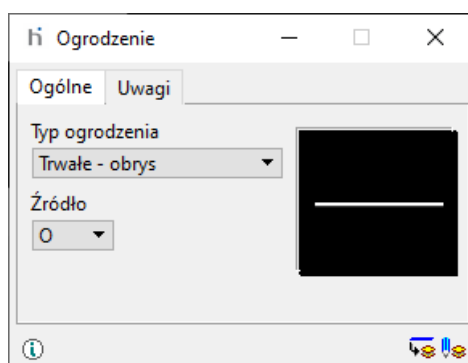 Ogrodzenie
Ogólne Uwagi
Typ ogrodzenia
Trwałe - obrys
Źródło
O